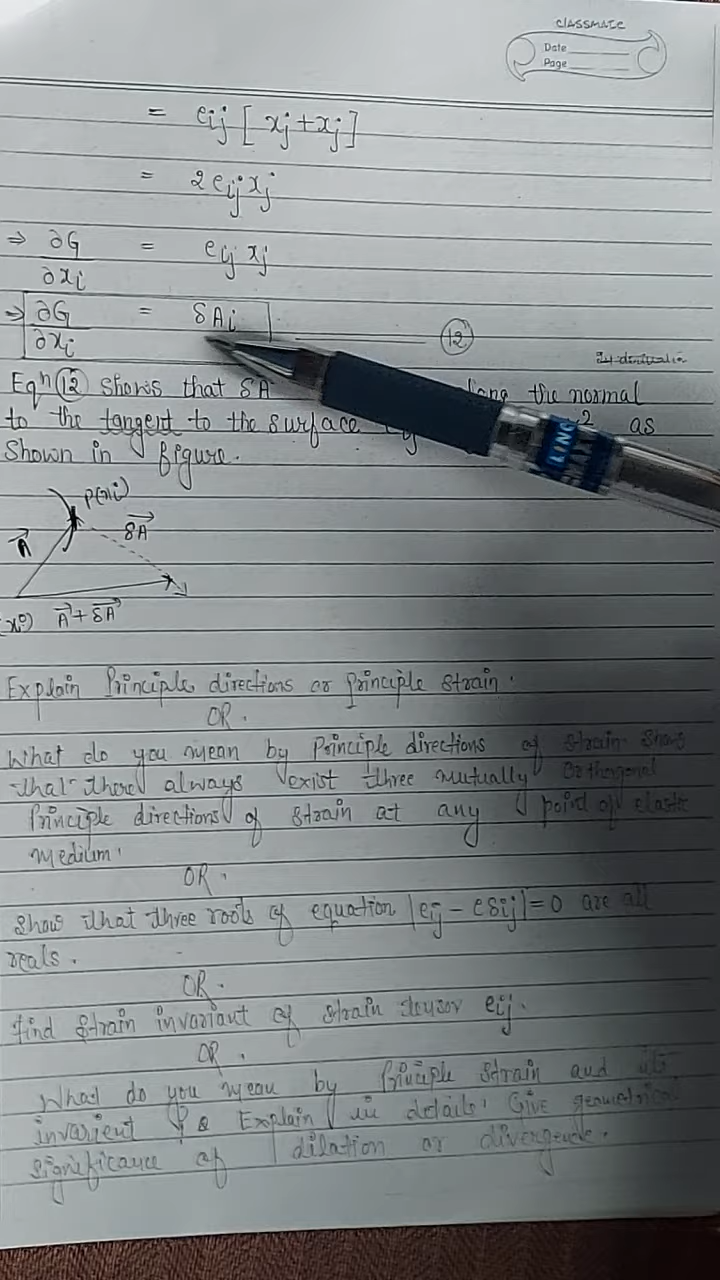 CLASSMATE
Date
Page
= eij [ xj + xj ]
= 2 eij xj
⇒ ∂G/∂xi = eij xj
⇒ ∂G/∂xi = δAi — 12
Eqⁿ 12 shows that δA the normal
to the tangent to the surface 2 as
Shown in figure.
P(xi)
A δA
(x⁰) A + δA
KING
Explain Principle directions or principle strain.
OR.
What do you mean by Principle directions of strain. Show
that there always exist three mutually Orthogonal
Principle directions of strain at any point of elastic
medium.
OR.
Show that three roots of equation |eij - eδij| = 0 are all
reals.
OR.
find strain invariant of strain tensor eij.
OR.
What do you mean by Principle strain and its
invarient & Explain in details. Give geometrical
significance of dilation or divergence.